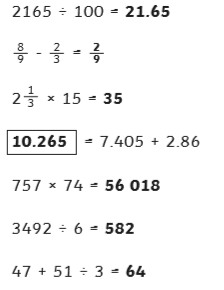 2165 ÷ 100 = 21.65
8/9 - 2/3 = 2/9
2 1/3 × 15 = 35
10.265 = 7.405 + 2.86
757 × 74 = 56 018
3492 ÷ 6 = 582
47 + 51 ÷ 3 = 64